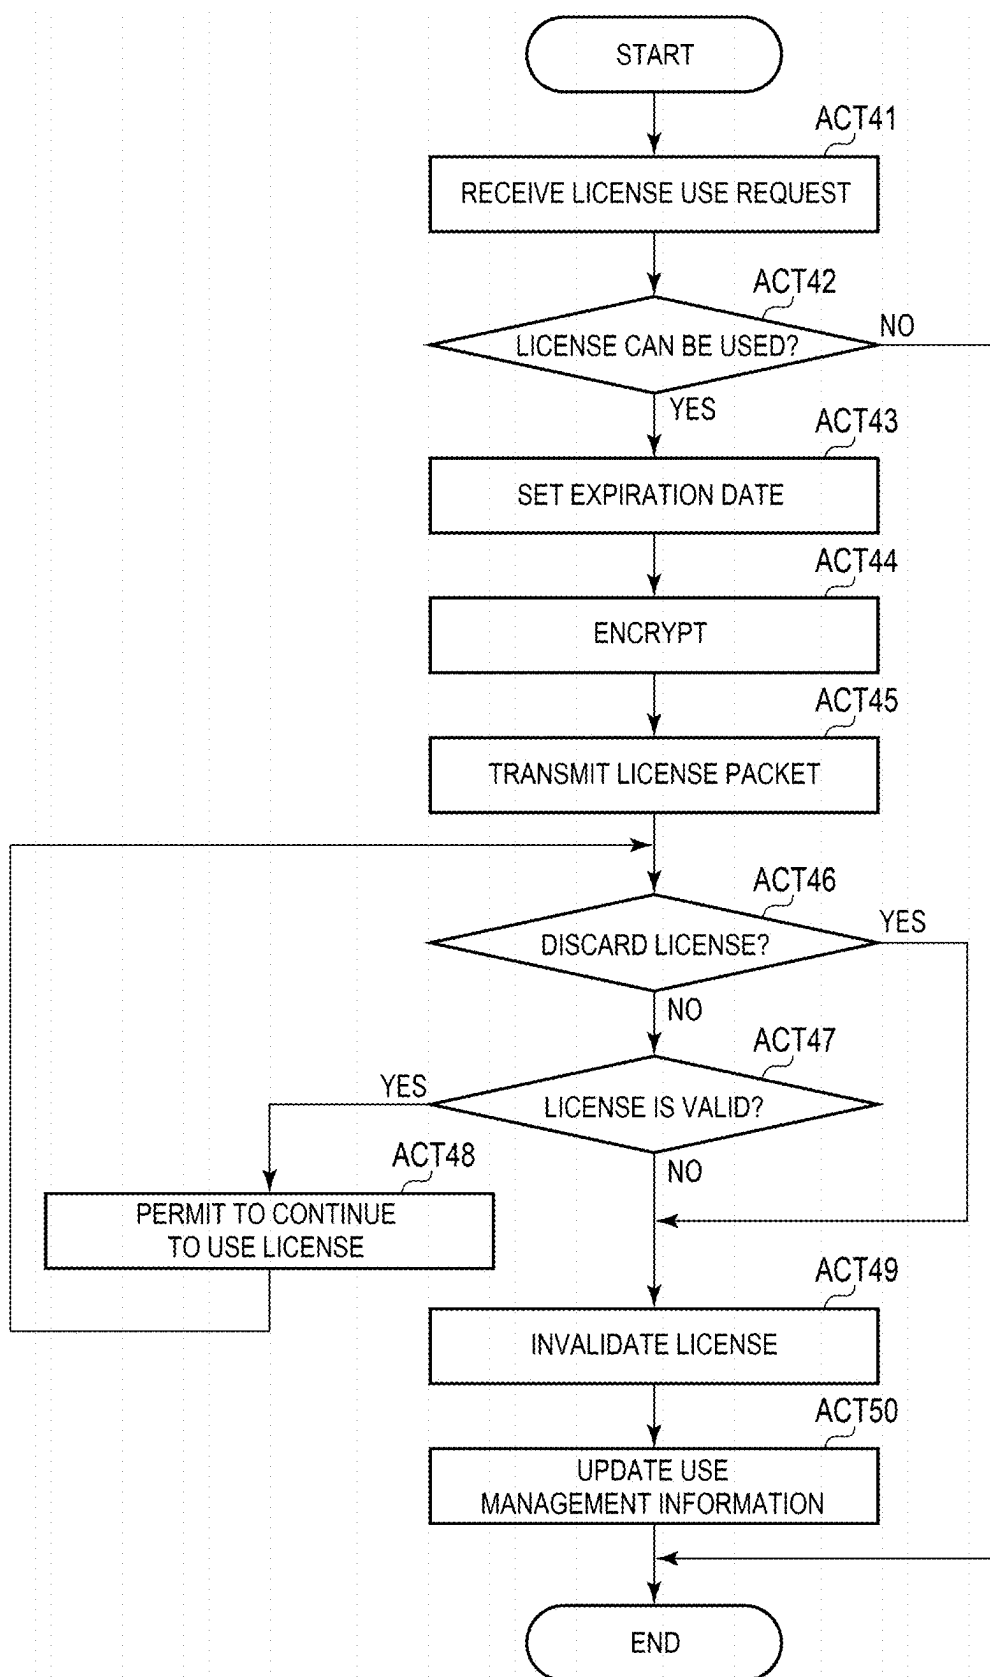 START
ACT41
RECEIVE LICENSE USE REQUEST
ACT42
LICENSE CAN BE USED?
NO
YES
ACT43
SET EXPIRATION DATE
ACT44
ENCRYPT
ACT45
TRANSMIT LICENSE PACKET
ACT46
DISCARD LICENSE?
YES
NO
ACT47
YES
LICENSE IS VALID?
NO
ACT48
PERMIT TO CONTINUE
TO USE LICENSE
ACT49
INVALIDATE LICENSE
ACT50
UPDATE USE
MANAGEMENT INFORMATION
END